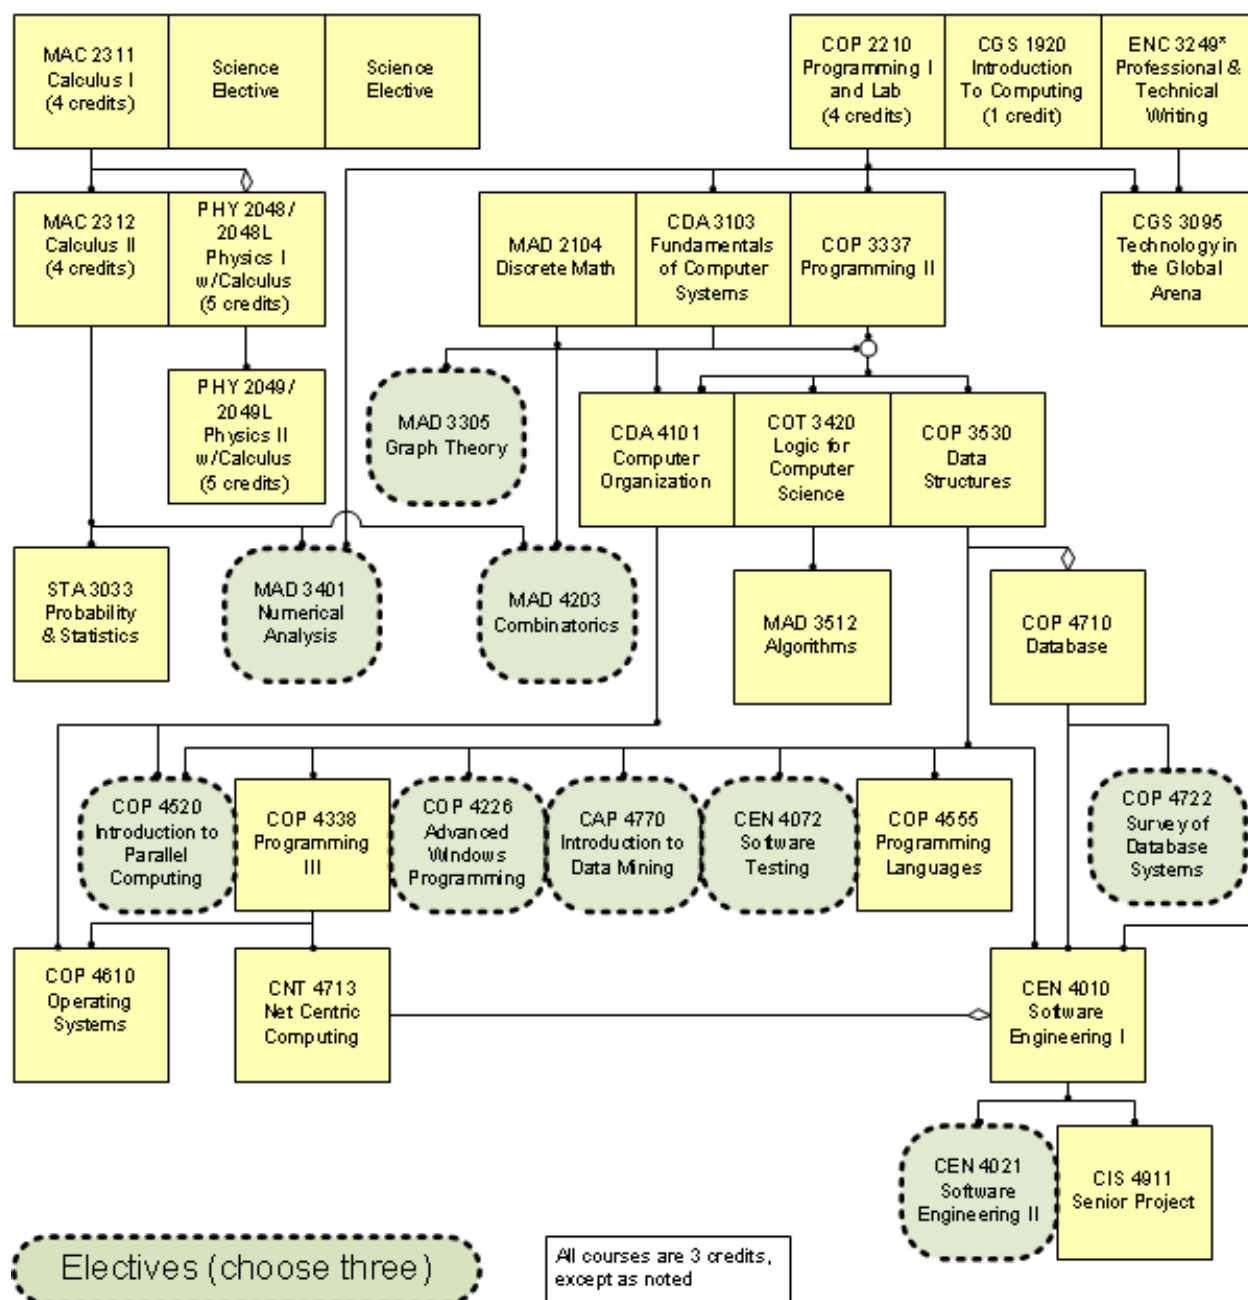 MAC 2311
Calculus I
(4 credits)
Science
Elective
Science
Elective
COP 2210
Programming I
and Lab
(4 credits)
CGS 1920
Introduction
To Computing
(1 credit)
ENC 3249*
Professional &
Technical
Writing
MAC 2312
Calculus II
(4 credits)
PHY 2048 /
2048L
Physics I
w/Calculus
(5 credits)
MAD 2104
Discrete Math
CDA 3103
Fundamentals
of Computer
Systems
COP 3337
Programming II
CGS 3095
Technology in
the Global
Arena
PHY 2049 /
2049L
Physics II
w/Calculus
(5 credits)
MAD 3305
Graph Theory
CDA 4101
Computer
Organization
COT 3420
Logic for
Computer
Science
COP 3530
Data
Structures
STA 3033
Probability
& Statistics
MAD 3401
Numerical
Analysis
MAD 4203
Combinatorics
MAD 3512
Algorithms
COP 4710
Database
COP 4520
Introduction to
Parallel
Computing
COP 4338
Programming
III
COP 4226
Advanced
Windows
Programming
CAP 4770
Introduction to
Data Mining
CEN 4072
Software
Testing
COP 4555
Programming
Languages
COP 4722
Survey of
Database
Systems
COP 4610
Operating
Systems
CNT 4713
Net Centric
Computing
CEN 4010
Software
Engineering I
CEN 4021
Software
Engineering II
CIS 4911
Senior Project
Electives (choose three)
All courses are 3 credits,
except as noted